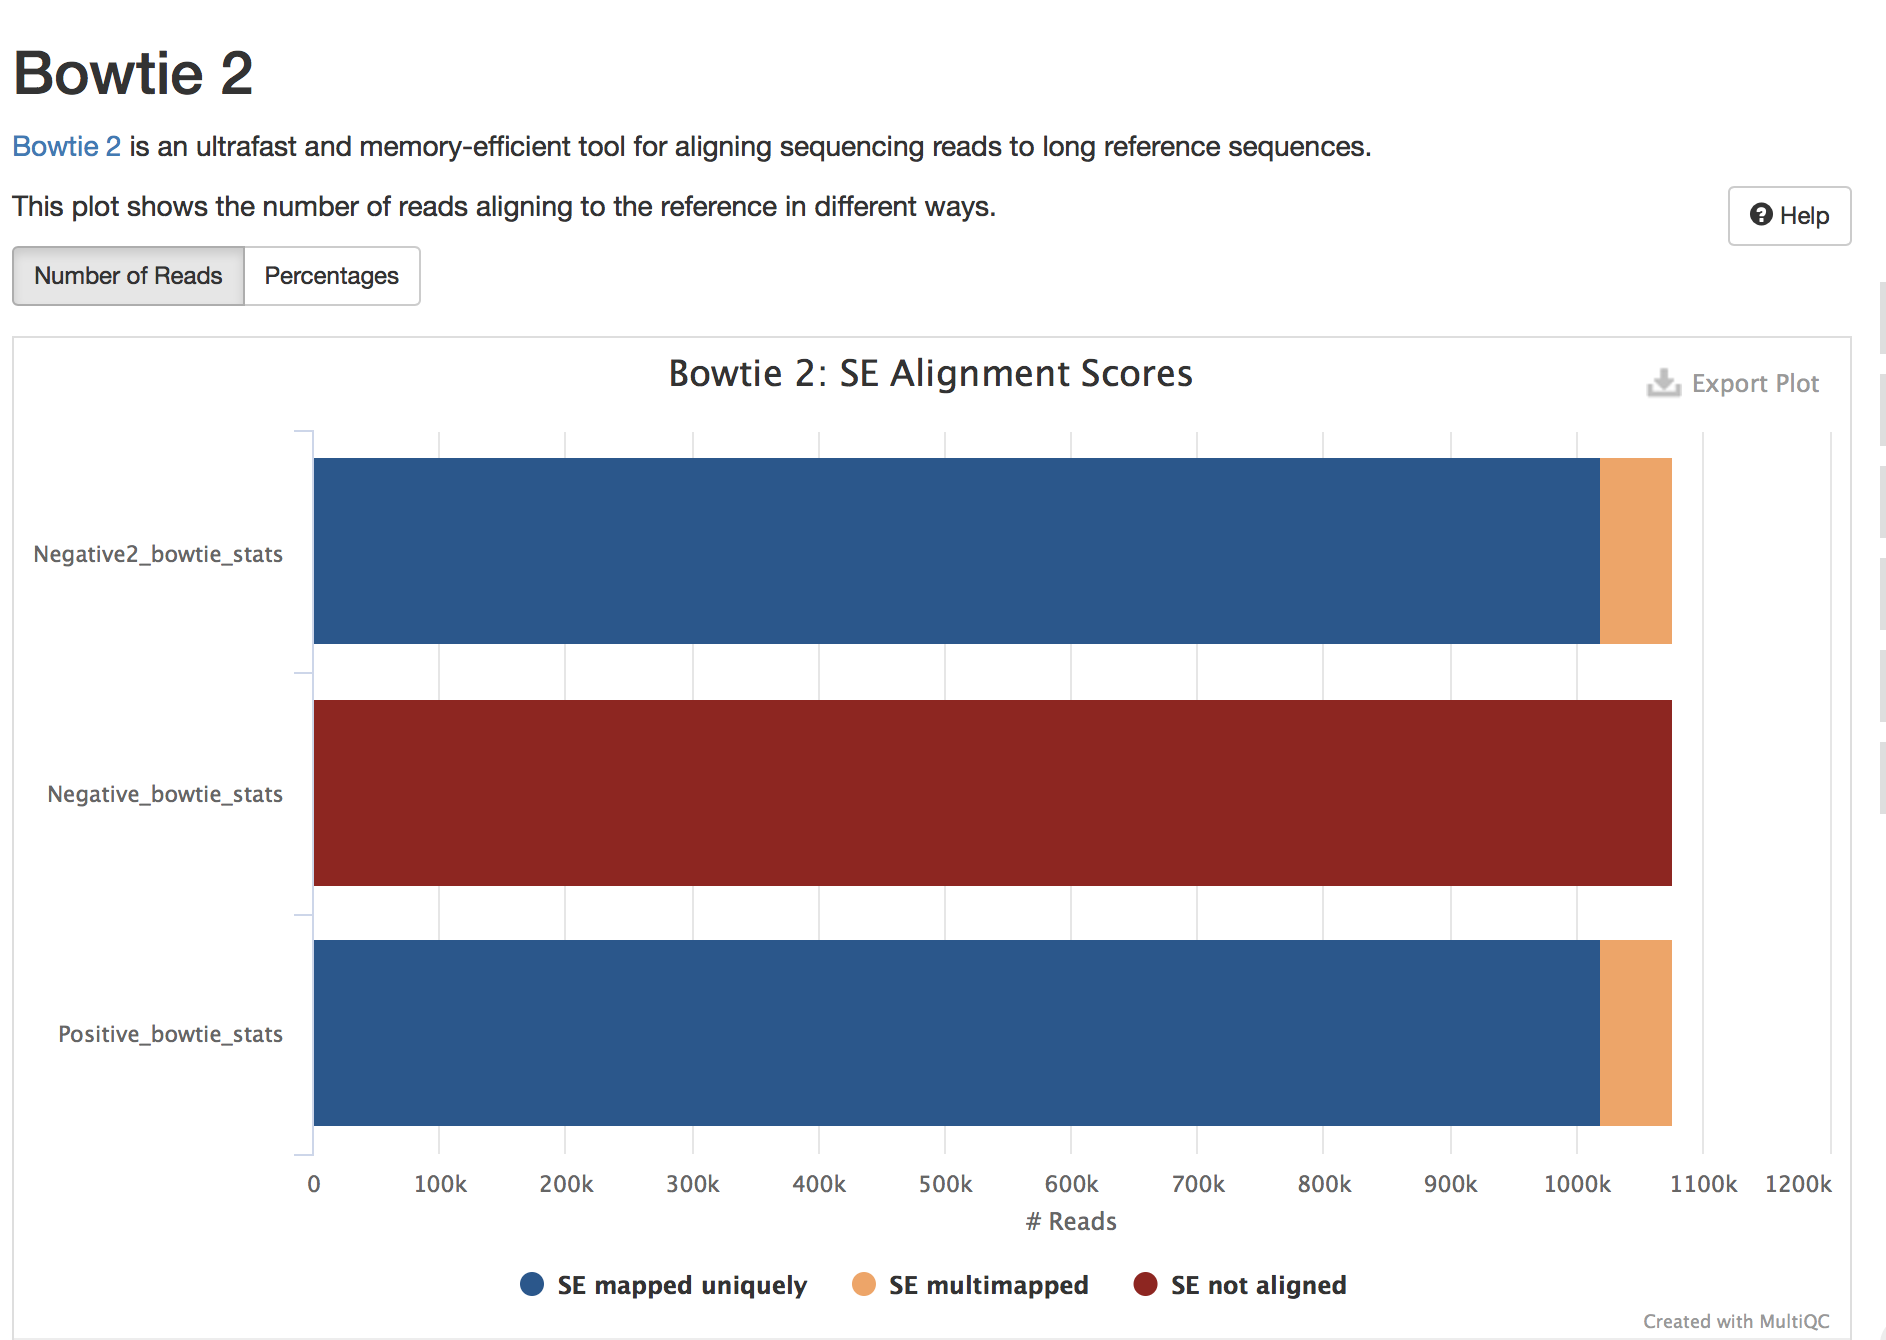 Bowtie 2
Bowtie 2 is an ultrafast and memory-efficient tool for aligning sequencing reads to long reference sequences.
This plot shows the number of reads aligning to the reference in different ways.
Help
Number of Reads Percentages
Bowtie 2: SE Alignment Scores
Export Plot
Negative2_bowtie_stats
Negative_bowtie_stats
Positive_bowtie_stats
0 100k 200k 300k 400k 500k 600k 700k 800k 900k 1000k 1100k 1200k
# Reads
SE mapped uniquely SE multimapped SE not aligned
Created with MultiQC